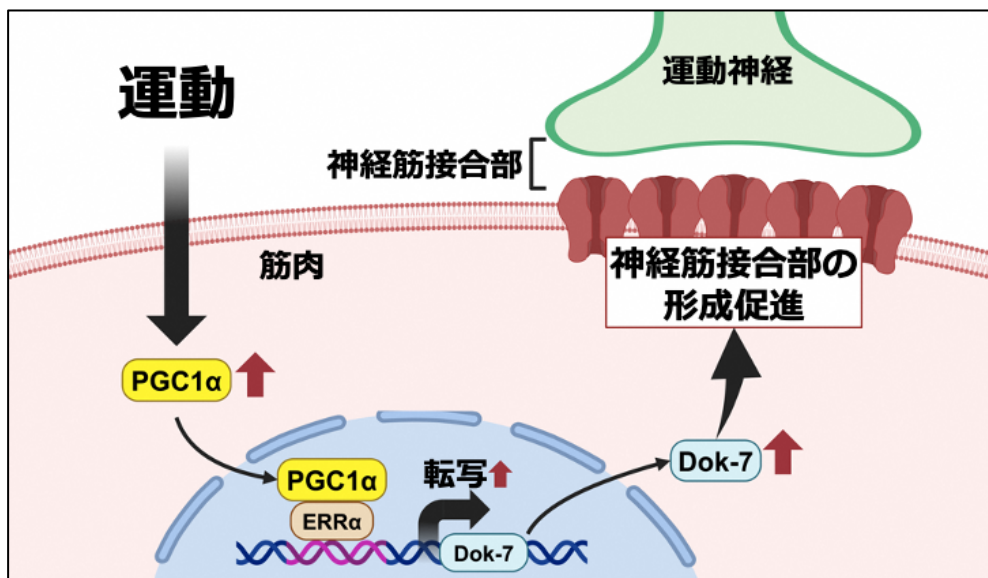 運動
運動神経
神経筋接合部
筋肉
神経筋接合部の
形成促進
PGC1α
PGC1α
ERRα
転写
Dok-7
Dok-7